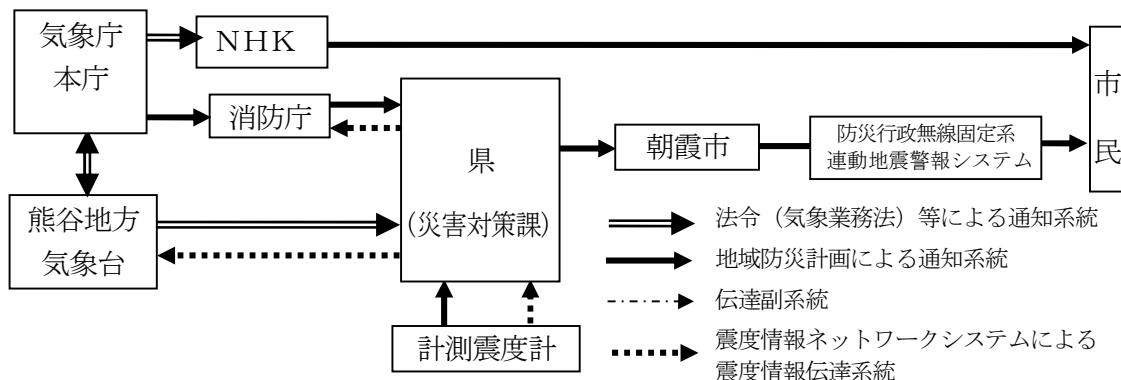 気象庁
本庁
ＮＨＫ
消防庁
熊谷地方
気象台
県
(災害対策課)
計測震度計
朝霞市
防災行政無線固定系
連動地震警報システム
市
民
法令（気象業務法）等による通知系統
地域防災計画による通知系統
伝達副系統
震度情報ネットワークシステムによる
震度情報伝達系統